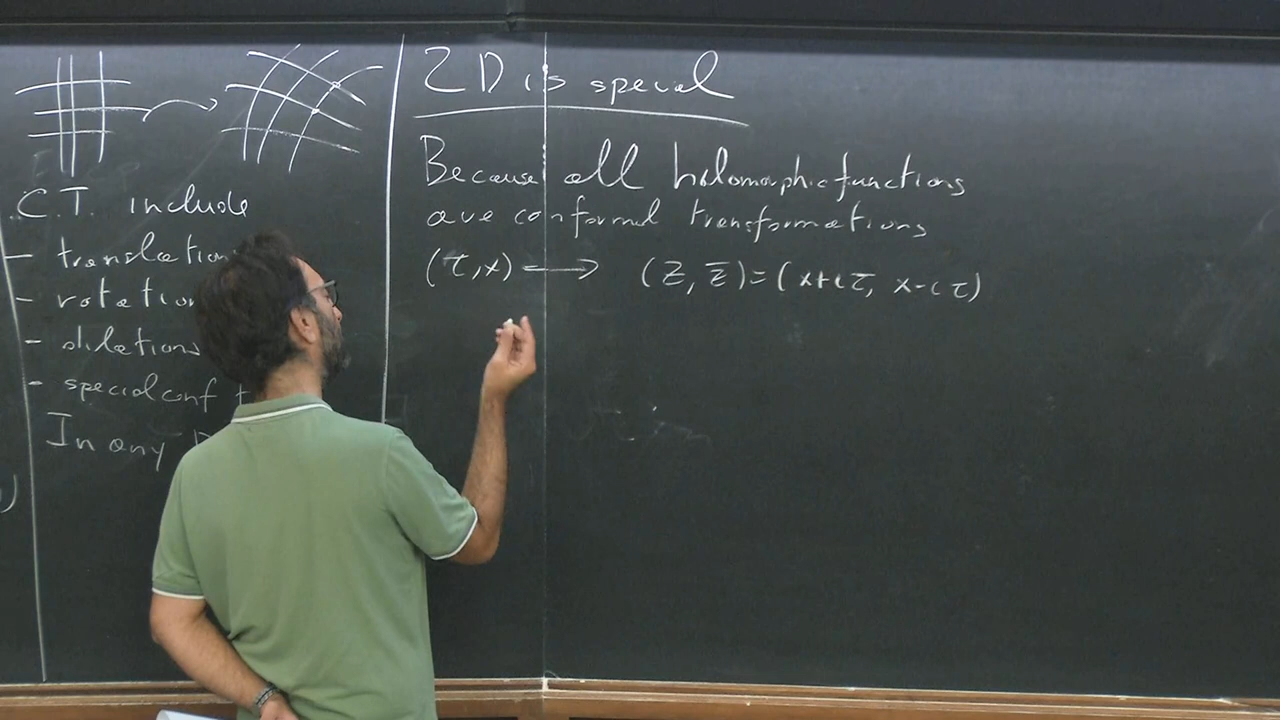 C.T. include
- translation
- rotation
- dilations
- special conf t
In any D
2D is special
Because all holomorphic functions
are conformal transformations
(τ,x) ⟶ (z, z̄) = (x+iτ, x-iτ)